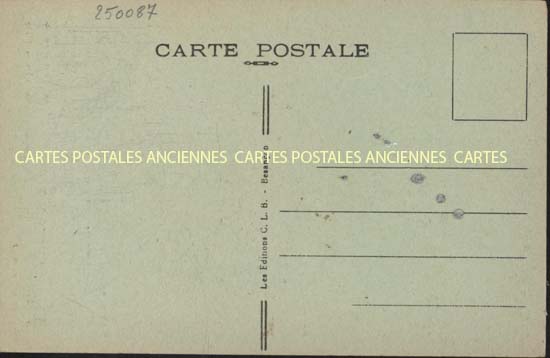 250087
CARTE POSTALE
CARTES POSTALES ANCIENNES CARTES POSTALES ANCIENNES CARTES
Les Editions C. L. B. - Besançon